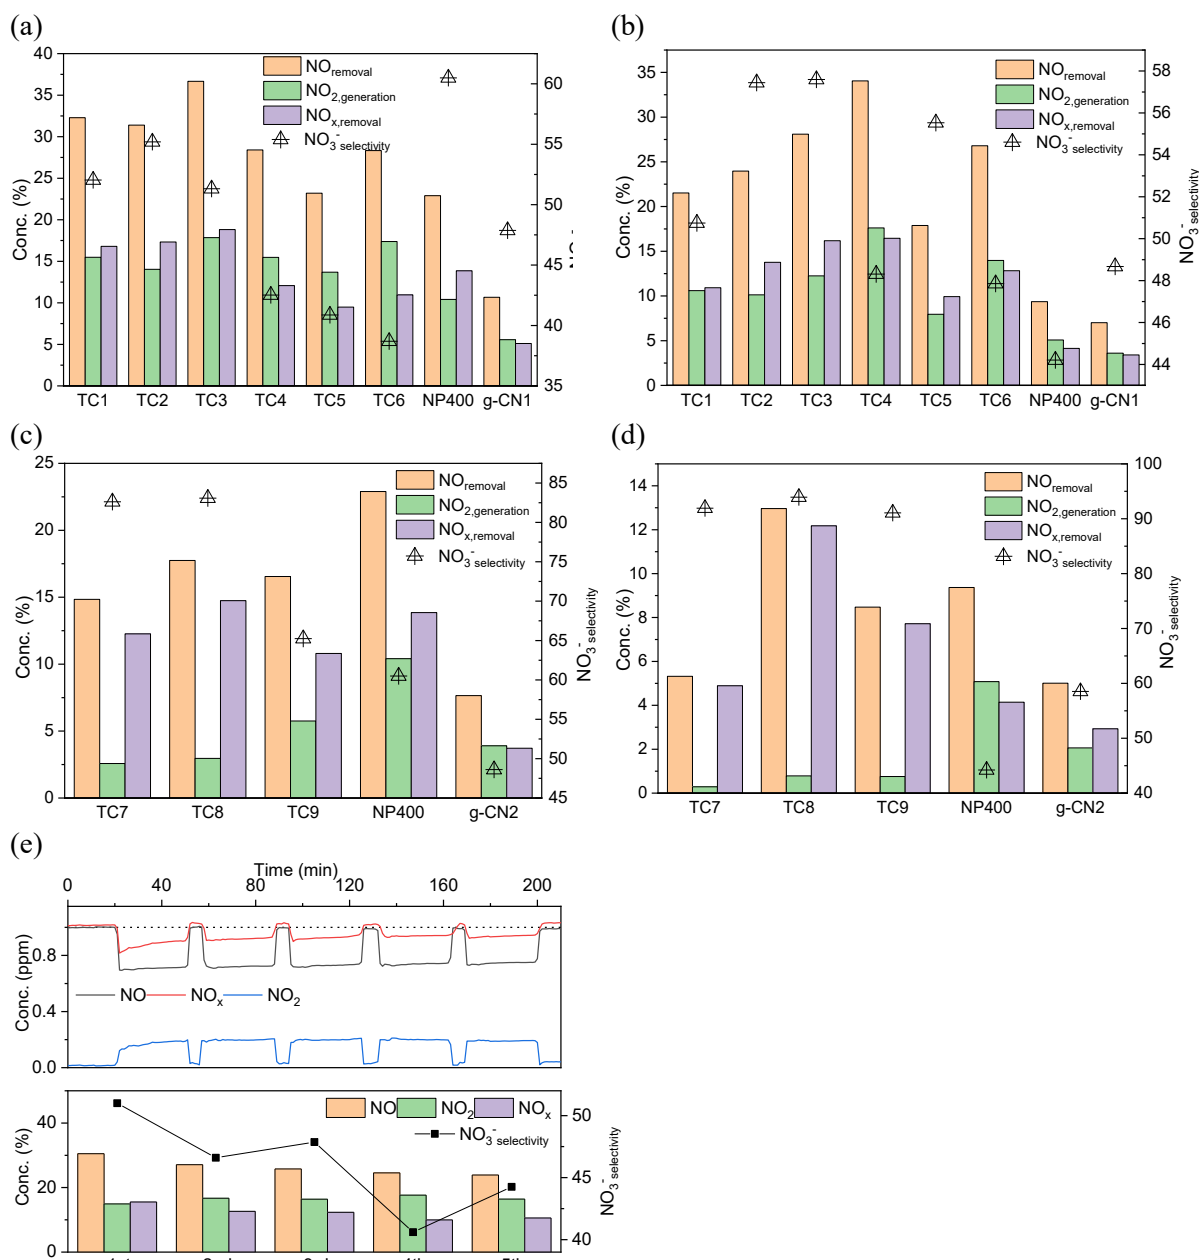 (a)
40
35
30
25
20
15
10
5
0
Conc. (%)
NO removal
NO2,generation
NOx,removal
NO3- selectivity
60
55
50
45
40
35
TC1 TC2 TC3 TC4 TC5 TC6 NP400 g-CN1
(b)
35
30
25
20
15
10
5
0
Conc. (%)
NO removal
NO2,generation
NOx,removal
NO3- selectivity
58
56
54
52
50
48
46
44
NO3- selectivity
TC1 TC2 TC3 TC4 TC5 TC6 NP400 g-CN1
(c)
25
20
15
10
5
0
Conc. (%)
NO removal
NO2,generation
NOx,removal
NO3- selectivity
85
80
75
70
65
60
55
50
45
NO3- selectivity
TC7 TC8 TC9 NP400 g-CN2
(d)
14
12
10
8
6
4
2
0
Conc. (%)
NO removal
NO2,generation
NOx,removal
NO3- selectivity
100
90
80
70
60
50
40
NO3- selectivity
TC7 TC8 TC9 NP400 g-CN2
(e)
Time (min)
0 40 80 120 160 200
0.8
0.4
0.0
Conc. (ppm)
NO NOx NO2
40
20
0
Conc. (%)
NO NO2 NOx
NO3- selectivity
50
45
40
NO3- selectivity